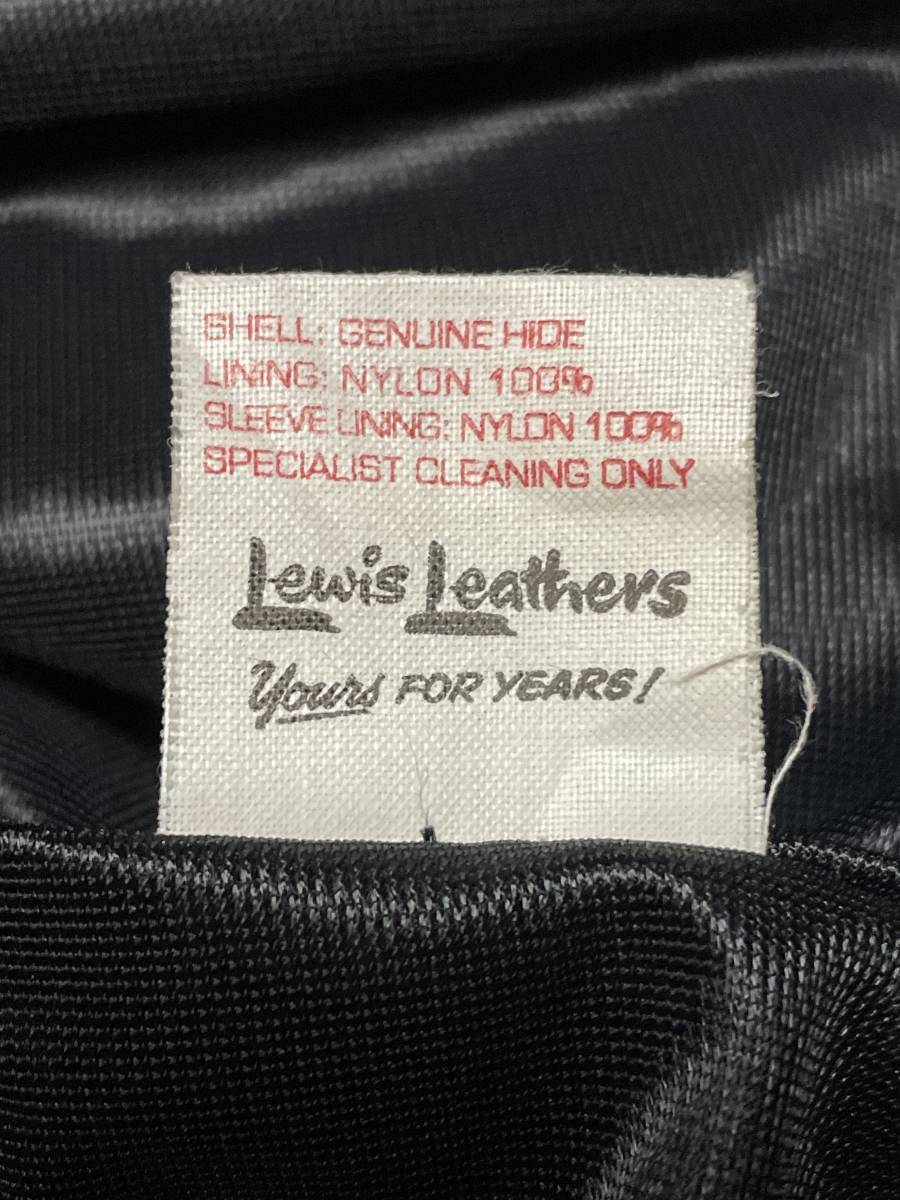 SHELL: GENUINE HIDE
LINING: NYLON 100%
SLEEVE LINING: NYLON 100%
SPECIALIST CLEANING ONLY
Lewis Leathers
Yours FOR YEARS!